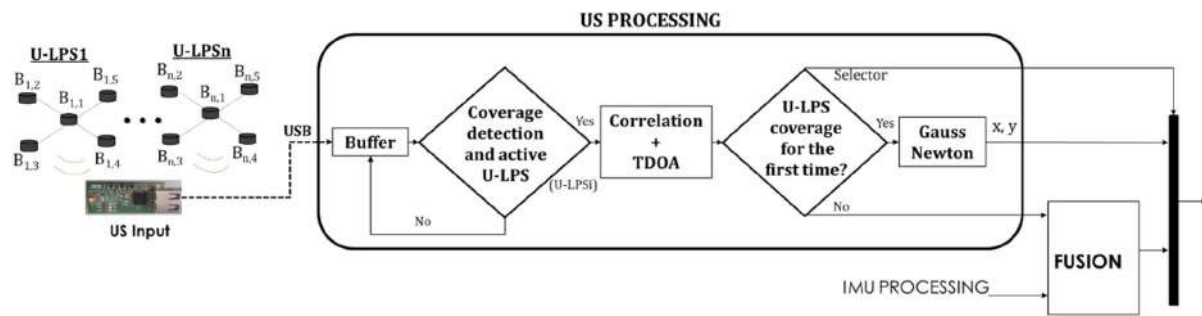 US PROCESSING
U-LPS1
U-LPSn
B1,2
B1,5
B1,1
B1,3
B1,4
Bn,2
Bn,5
Bn,1
Bn,3
Bn,4
US Input
USB
Buffer
Coverage
detection
and active
U-LPS
Yes
(U-LPSi)
No
Correlation
+
TDOA
Selector
U-LPS
coverage
for the
first time?
Yes
No
Gauss
Newton
x, y
FUSION
IMU PROCESSING